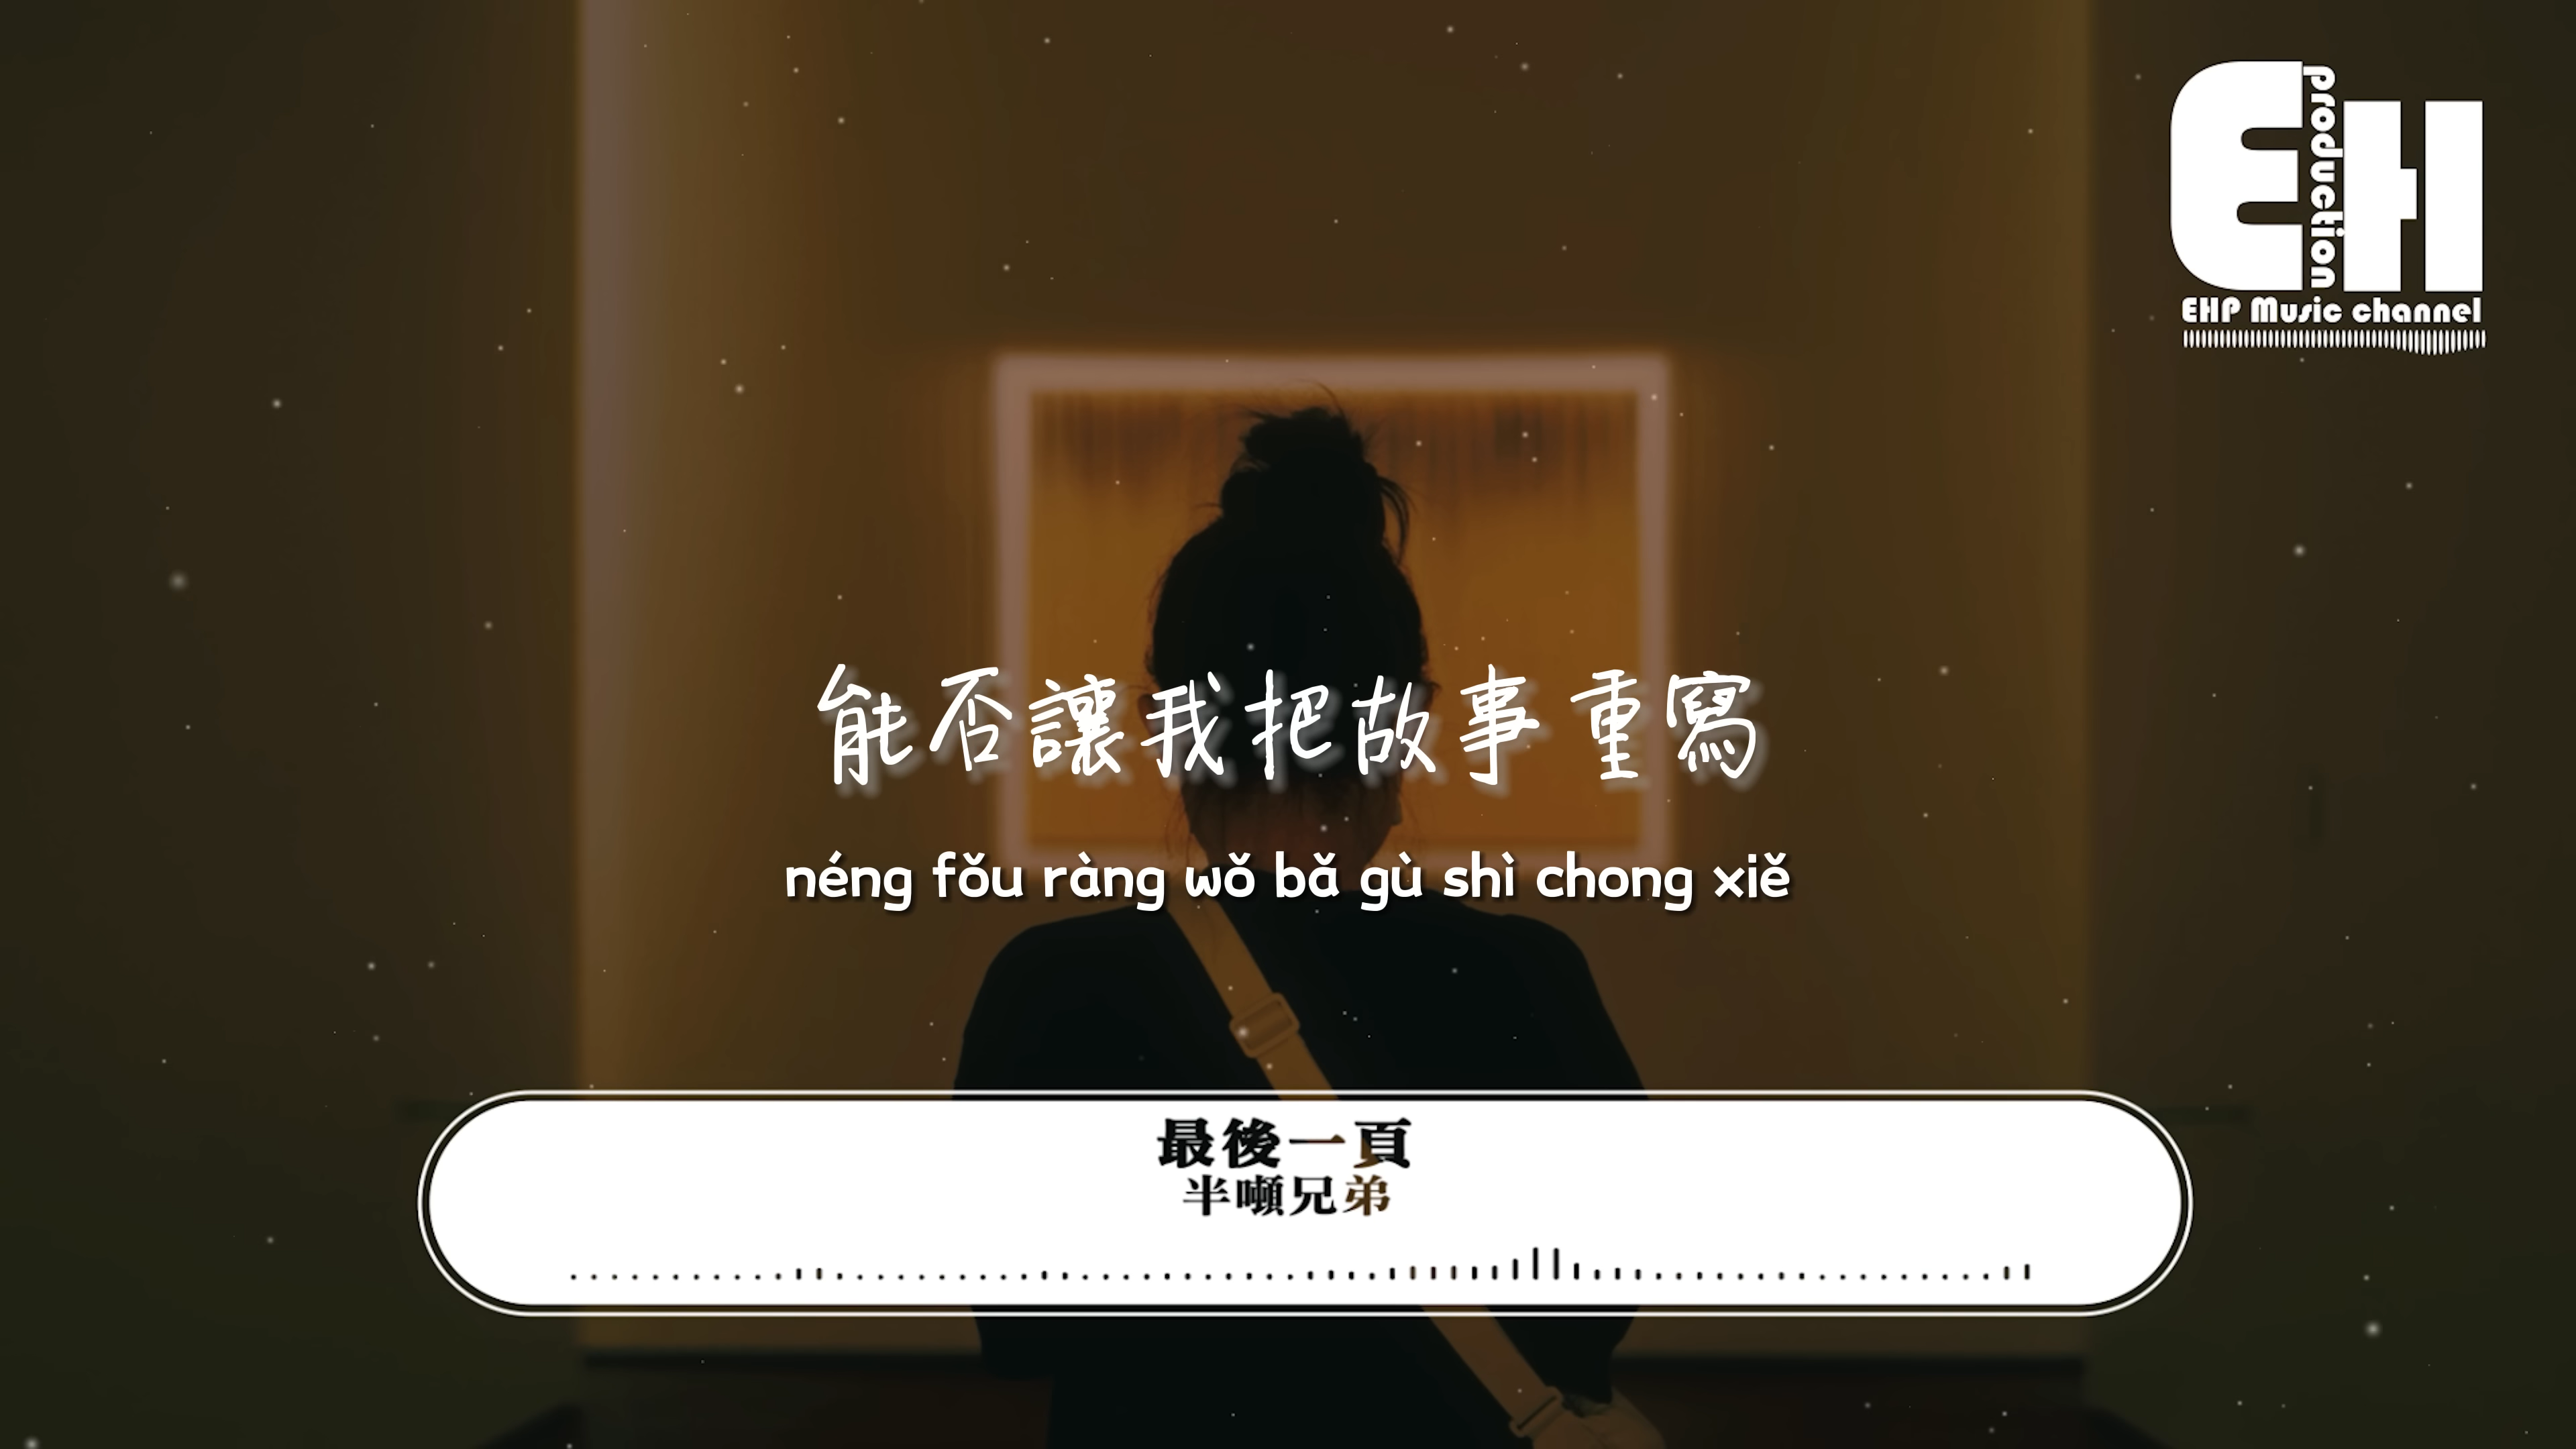 EH
production
EHP Music channel
能否讓我把故事重寫
néng fǒu ràng wǒ bǎ gù shì chong xiě
最後一頁
半噸兄弟